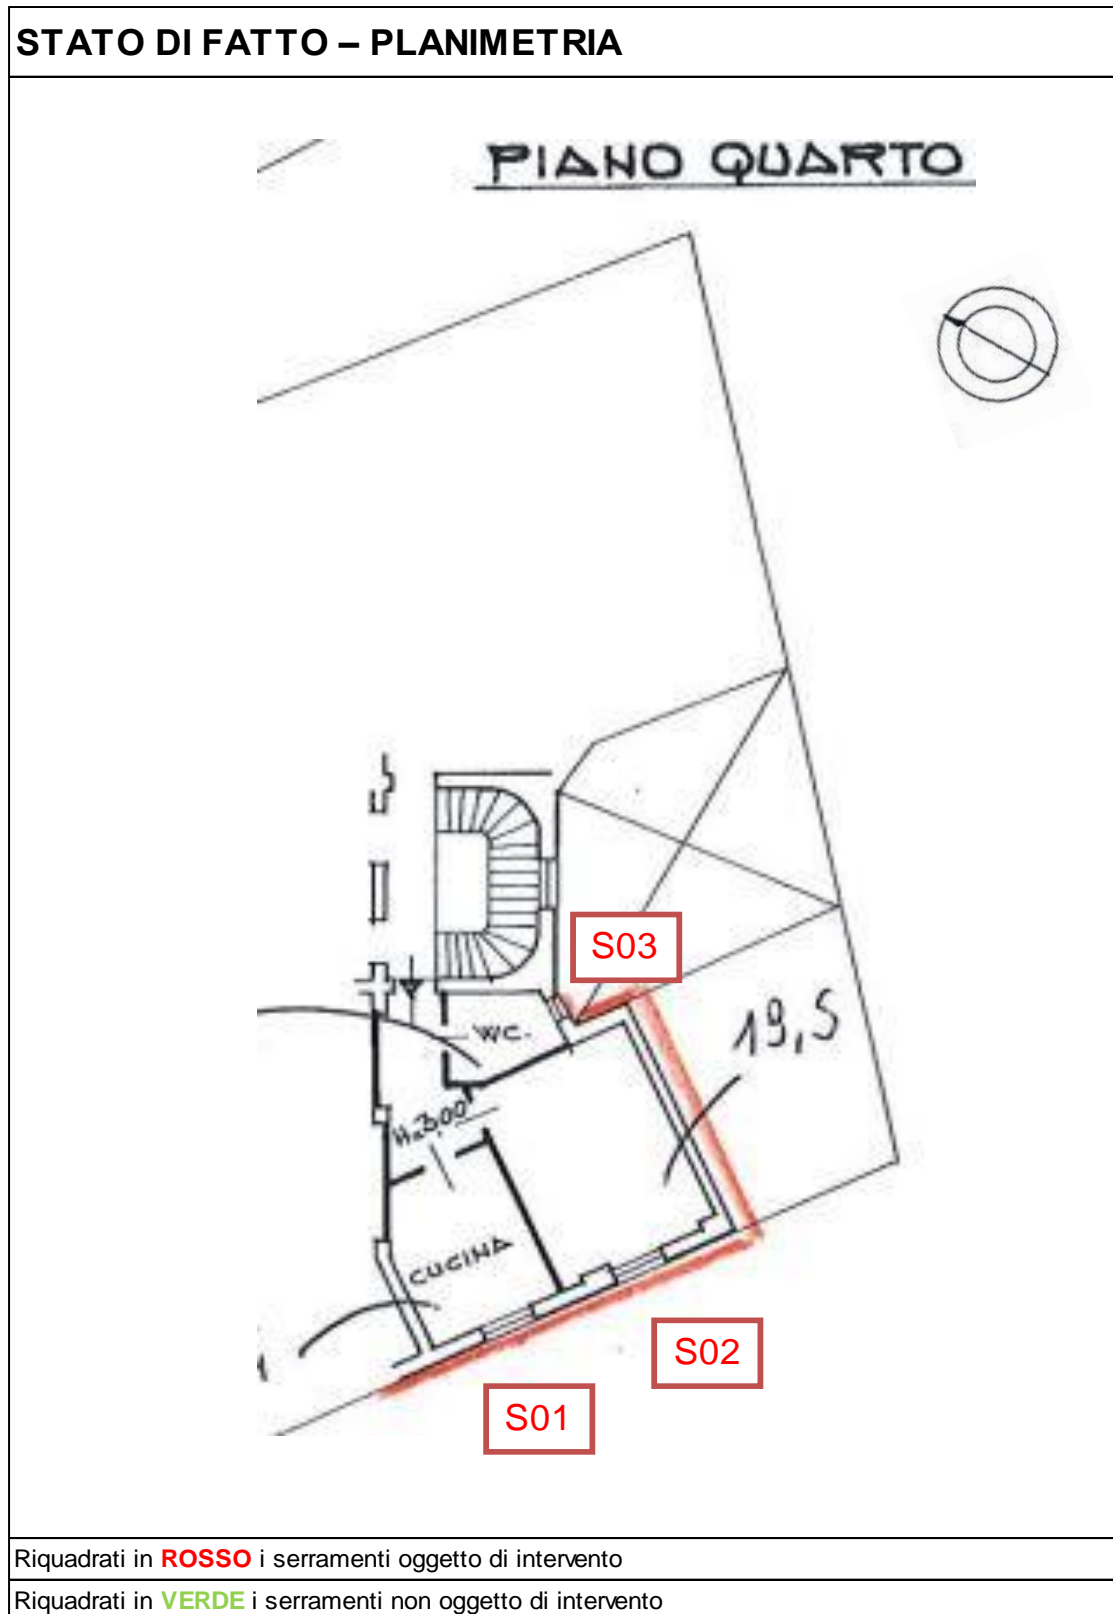 STATO DI FATTO – PLANIMETRIA
PIANO QUARTO
S03
19,5
WC.
H=3,00
CUCINA
S02
S01
Riquadrati in ROSSO i serramenti oggetto di intervento
Riquadrati in VERDE i serramenti non oggetto di intervento